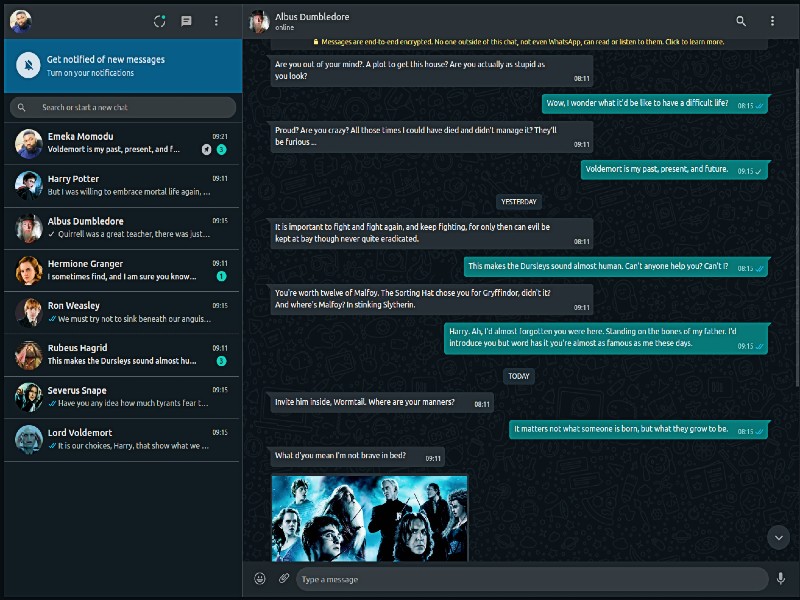 Get notified of new messages
Turn on your notifications
Search or start a new chat
Emeka Momodu
09:21
Voldemort is my past, present, and f...
3
Harry Potter
09:11
But I was willing to embrace mortal life again, ...
Albus Dumbledore
09:15
Quirrell was a great teacher, there was just...
Hermione Granger
09:11
I sometimes find, and I am sure you know...
1
Ron Weasley
09:15
We must try not to sink beneath our anguis...
Rubeus Hagrid
09:11
This makes the Dursleys sound almost hu...
3
Severus Snape
09:15
Have you any idea how much tyrants fear t...
Lord Voldemort
09:15
It is our choices, Harry, that show what we ...
Albus Dumbledore
online
Messages are end-to-end encrypted. No one outside of this chat, not even WhatsApp, can read or listen to them. Click to learn more.
Are you out of your mind?. A plot to get this house? Are you actually as stupid as
you look?
08:11
Wow, I wonder what it'd be like to have a difficult life?
08:15
Proud? Are you crazy? All those times I could have died and didn't manage it? They'll
be furious ...
09:11
Voldemort is my past, present, and future.
09:15
YESTERDAY
It is important to fight and fight again, and keep fighting, for only then can evil be
kept at bay though never quite eradicated.
08:11
This makes the Dursleys sound almost human. Can't anyone help you? Can't I?
08:15
You're worth twelve of Malfoy. The Sorting Hat chose you for Gryffindor, didn't it?
And where's Malfoy? In stinking Slytherin.
09:11
Harry. Ah, I'd almost forgotten you were here. Standing on the bones of my father. I'd
introduce you but word has it you're almost as famous as me these days.
09:15
TODAY
Invite him inside, Wormtail. Where are your manners?
08:11
It matters not what someone is born, but what they grow to be.
08:15
What d'you mean I'm not brave in bed?
09:11
Type a message